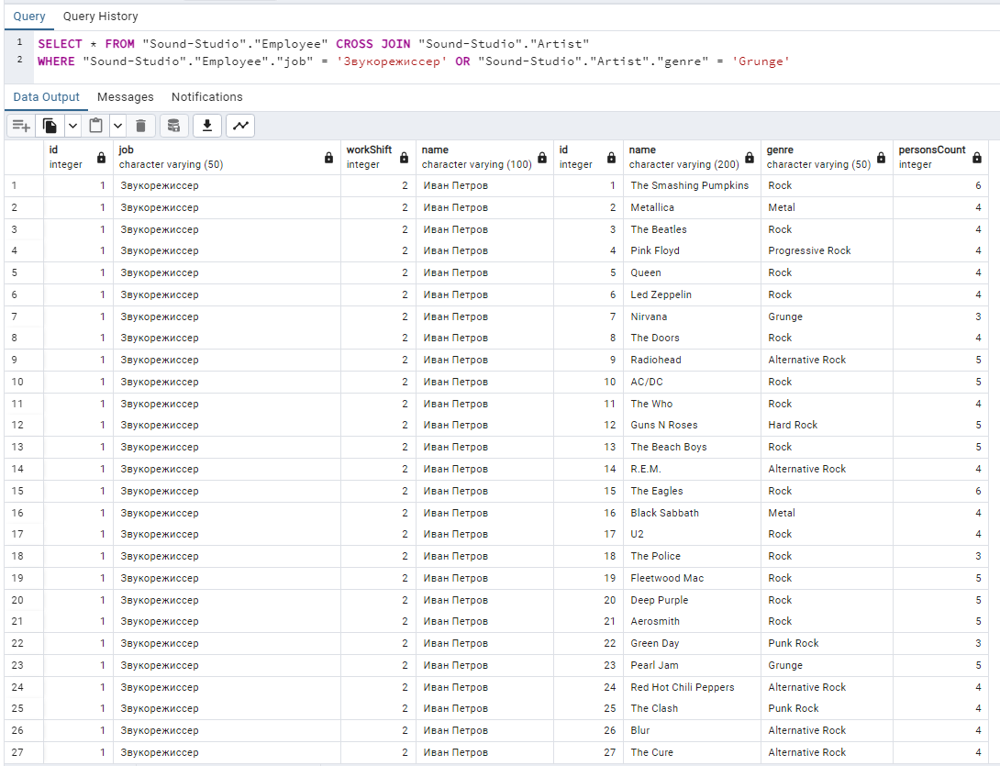 Query Query History
1 SELECT * FROM "Sound-Studio"."Employee" CROSS JOIN "Sound-Studio"."Artist"
2 WHERE "Sound-Studio"."Employee"."job" = 'Звукорежиссер' OR "Sound-Studio"."Artist"."genre" = 'Grunge'
Data Output Messages Notifications
id job workShift name id name genre personsCount
integer character varying (50) integer character varying (100) integer character varying (200) character varying (50) integer
1 1 Звукорежиссер 2 Иван Петров 1 The Smashing Pumpkins Rock 6
2 1 Звукорежиссер 2 Иван Петров 2 Metallica Metal 4
3 1 Звукорежиссер 2 Иван Петров 3 The Beatles Rock 4
4 1 Звукорежиссер 2 Иван Петров 4 Pink Floyd Progressive Rock 4
5 1 Звукорежиссер 2 Иван Петров 5 Queen Rock 4
6 1 Звукорежиссер 2 Иван Петров 6 Led Zeppelin Rock 4
7 1 Звукорежиссер 2 Иван Петров 7 Nirvana Grunge 3
8 1 Звукорежиссер 2 Иван Петров 8 The Doors Rock 4
9 1 Звукорежиссер 2 Иван Петров 9 Radiohead Alternative Rock 5
10 1 Звукорежиссер 2 Иван Петров 10 AC/DC Rock 5
11 1 Звукорежиссер 2 Иван Петров 11 The Who Rock 4
12 1 Звукорежиссер 2 Иван Петров 12 Guns N Roses Hard Rock 5
13 1 Звукорежиссер 2 Иван Петров 13 The Beach Boys Rock 5
14 1 Звукорежиссер 2 Иван Петров 14 R.E.M. Alternative Rock 4
15 1 Звукорежиссер 2 Иван Петров 15 The Eagles Rock 6
16 1 Звукорежиссер 2 Иван Петров 16 Black Sabbath Metal 4
17 1 Звукорежиссер 2 Иван Петров 17 U2 Rock 4
18 1 Звукорежиссер 2 Иван Петров 18 The Police Rock 3
19 1 Звукорежиссер 2 Иван Петров 19 Fleetwood Mac Rock 5
20 1 Звукорежиссер 2 Иван Петров 20 Deep Purple Rock 5
21 1 Звукорежиссер 2 Иван Петров 21 Aerosmith Rock 5
22 1 Звукорежиссер 2 Иван Петров 22 Green Day Punk Rock 3
23 1 Звукорежиссер 2 Иван Петров 23 Pearl Jam Grunge 5
24 1 Звукорежиссер 2 Иван Петров 24 Red Hot Chili Peppers Alternative Rock 4
25 1 Звукорежиссер 2 Иван Петров 25 The Clash Punk Rock 4
26 1 Звукорежиссер 2 Иван Петров 26 Blur Alternative Rock 4
27 1 Звукорежиссер 2 Иван Петров 27 The Cure Alternative Rock 4